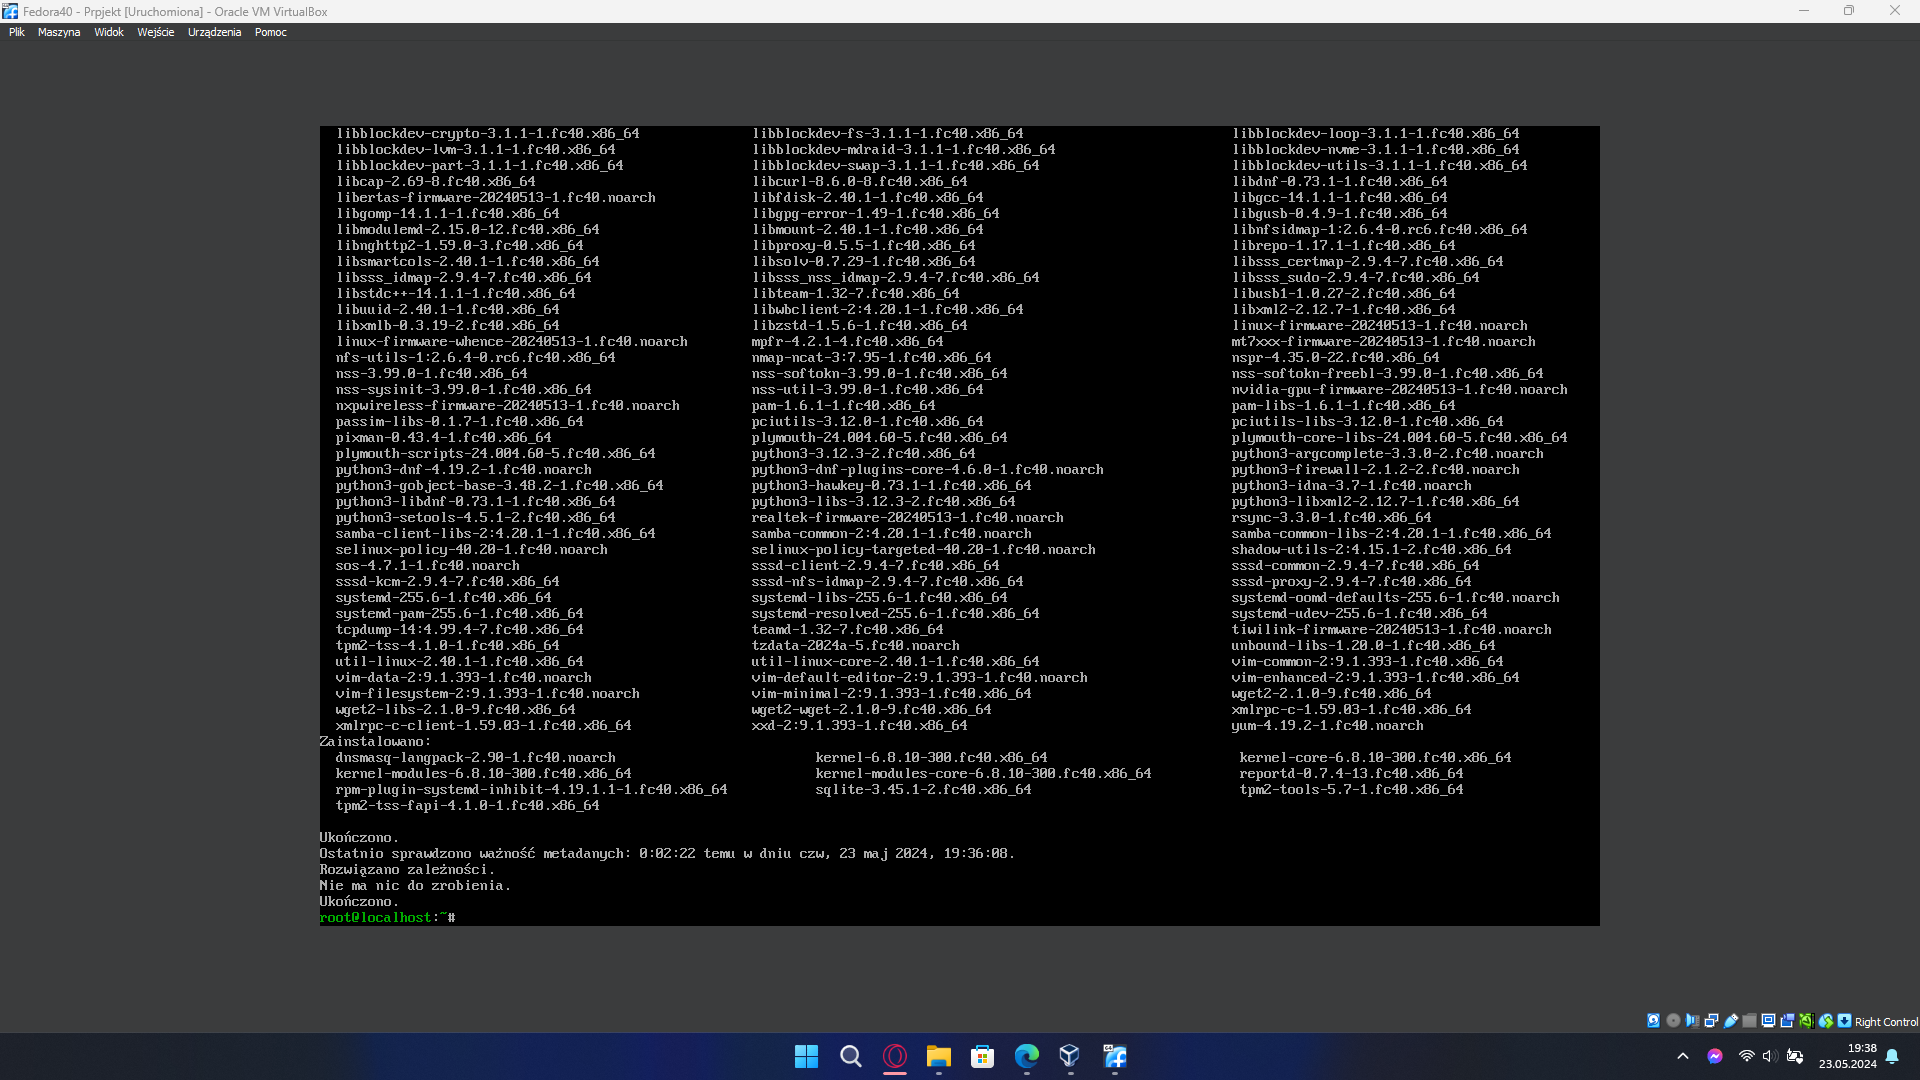 Fedora40 - Prpjekt [Uruchomiona] - Oracle VM VirtualBox
Plik Maszyna Widok Wejście Urządzenia Pomoc
libblockdev-crypto-3.1.1-1.fc40.x86_64 libblockdev-fs-3.1.1-1.fc40.x86_64 libblockdev-loop-3.1.1-1.fc40.x86_64
libblockdev-lvm-3.1.1-1.fc40.x86_64 libblockdev-mdraid-3.1.1-1.fc40.x86_64 libblockdev-nvme-3.1.1-1.fc40.x86_64
libblockdev-part-3.1.1-1.fc40.x86_64 libblockdev-swap-3.1.1-1.fc40.x86_64 libblockdev-utils-3.1.1-1.fc40.x86_64
libcap-2.69-8.fc40.x86_64 libcurl-8.6.0-8.fc40.x86_64 libdnf-0.73.1-1.fc40.x86_64
libertas-firmware-20240513-1.fc40.noarch libfdisk-2.40.1-1.fc40.x86_64 libgcc-14.1.1-1.fc40.x86_64
libgomp-14.1.1-1.fc40.x86_64 libgpg-error-1.49-1.fc40.x86_64 libgusb-0.4.9-1.fc40.x86_64
libmodulemd-2.15.0-12.fc40.x86_64 libmount-2.40.1-1.fc40.x86_64 libnfsidmap-1:2.6.4-0.rc6.fc40.x86_64
libnghttp2-1.59.0-3.fc40.x86_64 libproxy-0.5.5-1.fc40.x86_64 librepo-1.17.1-1.fc40.x86_64
libsmartcols-2.40.1-1.fc40.x86_64 libsolv-0.7.29-1.fc40.x86_64 libsss_certmap-2.9.4-7.fc40.x86_64
libsss_idmap-2.9.4-7.fc40.x86_64 libsss_nss_idmap-2.9.4-7.fc40.x86_64 libsss_sudo-2.9.4-7.fc40.x86_64
libstdc++-14.1.1-1.fc40.x86_64 libteam-1.32-7.fc40.x86_64 libusb1-1.0.27-2.fc40.x86_64
libuuid-2.40.1-1.fc40.x86_64 libwbclient-2:4.20.1-1.fc40.x86_64 libxml2-2.12.7-1.fc40.x86_64
libxmlb-0.3.19-2.fc40.x86_64 libzstd-1.5.6-1.fc40.x86_64 linux-firmware-20240513-1.fc40.noarch
linux-firmware-whence-20240513-1.fc40.noarch mpfr-4.2.1-4.fc40.x86_64 mt7xxx-firmware-20240513-1.fc40.noarch
nfs-utils-1:2.6.4-0.rc6.fc40.x86_64 nmap-ncat-3:7.95-1.fc40.x86_64 nspr-4.35.0-22.fc40.x86_64
nss-3.99.0-1.fc40.x86_64 nss-softokn-3.99.0-1.fc40.x86_64 nss-softokn-freebl-3.99.0-1.fc40.x86_64
nss-sysinit-3.99.0-1.fc40.x86_64 nss-util-3.99.0-1.fc40.x86_64 nvidia-gpu-firmware-20240513-1.fc40.noarch
nxpwireless-firmware-20240513-1.fc40.noarch pam-1.6.1-1.fc40.x86_64 pam-libs-1.6.1-1.fc40.x86_64
passim-libs-0.1.7-1.fc40.x86_64 pciutils-3.12.0-1.fc40.x86_64 pciutils-libs-3.12.0-1.fc40.x86_64
pixman-0.43.4-1.fc40.x86_64 plymouth-24.004.60-5.fc40.x86_64 plymouth-core-libs-24.004.60-5.fc40.x86_64
plymouth-scripts-24.004.60-5.fc40.x86_64 python3-3.12.3-2.fc40.x86_64 python3-argcomplete-3.3.0-2.fc40.noarch
python3-dnf-4.19.2-1.fc40.noarch python3-dnf-plugins-core-4.6.0-1.fc40.noarch python3-firewall-2.1.2-2.fc40.noarch
python3-gobject-base-3.48.2-1.fc40.x86_64 python3-hawkey-0.73.1-1.fc40.x86_64 python3-idna-3.7-1.fc40.noarch
python3-libdnf-0.73.1-1.fc40.x86_64 python3-libs-3.12.3-2.fc40.x86_64 python3-libxml2-2.12.7-1.fc40.x86_64
python3-setools-4.5.1-2.fc40.x86_64 realtek-firmware-20240513-1.fc40.noarch rsync-3.3.0-1.fc40.x86_64
samba-client-libs-2:4.20.1-1.fc40.x86_64 samba-common-2:4.20.1-1.fc40.noarch samba-common-libs-2:4.20.1-1.fc40.x86_64
selinux-policy-40.20-1.fc40.noarch selinux-policy-targeted-40.20-1.fc40.noarch shadow-utils-2:4.15.1-2.fc40.x86_64
sos-4.7.1-1.fc40.noarch sssd-client-2.9.4-7.fc40.x86_64 sssd-common-2.9.4-7.fc40.x86_64
sssd-kcm-2.9.4-7.fc40.x86_64 sssd-nfs-idmap-2.9.4-7.fc40.x86_64 sssd-proxy-2.9.4-7.fc40.x86_64
systemd-255.6-1.fc40.x86_64 systemd-libs-255.6-1.fc40.x86_64 systemd-oomd-defaults-255.6-1.fc40.noarch
systemd-pam-255.6-1.fc40.x86_64 systemd-resolved-255.6-1.fc40.x86_64 systemd-udev-255.6-1.fc40.x86_64
tcpdump-14:4.99.4-7.fc40.x86_64 teamd-1.32-7.fc40.x86_64 tiwilink-firmware-20240513-1.fc40.noarch
tpm2-tss-4.1.0-1.fc40.x86_64 tzdata-2024a-5.fc40.noarch unbound-libs-1.20.0-1.fc40.x86_64
util-linux-2.40.1-1.fc40.x86_64 util-linux-core-2.40.1-1.fc40.x86_64 vim-common-2:9.1.393-1.fc40.x86_64
vim-data-2:9.1.393-1.fc40.noarch vim-default-editor-2:9.1.393-1.fc40.noarch vim-enhanced-2:9.1.393-1.fc40.x86_64
vim-filesystem-2:9.1.393-1.fc40.noarch vim-minimal-2:9.1.393-1.fc40.x86_64 wget2-2.1.0-9.fc40.x86_64
wget2-libs-2.1.0-9.fc40.x86_64 wget2-wget-2.1.0-9.fc40.x86_64 xmlrpc-c-1.59.03-1.fc40.x86_64
xmlrpc-c-client-1.59.03-1.fc40.x86_64 xxd-2:9.1.393-1.fc40.x86_64 yum-4.19.2-1.fc40.noarch
Zainstalowano:
dnsmasq-langpack-2.90-1.fc40.noarch kernel-6.8.10-300.fc40.x86_64 kernel-core-6.8.10-300.fc40.x86_64
kernel-modules-6.8.10-300.fc40.x86_64 kernel-modules-core-6.8.10-300.fc40.x86_64 reportd-0.7.4-13.fc40.x86_64
rpm-plugin-systemd-inhibit-4.19.1.1-1.fc40.x86_64 sqlite-3.45.1-2.fc40.x86_64 tpm2-tools-5.7-1.fc40.x86_64
tpm2-tss-fapi-4.1.0-1.fc40.x86_64
Ukończono.
Ostatnio sprawdzono ważność metadanych: 0:02:22 temu w dniu czw, 23 maj 2024, 19:36:08.
Rozwiązano zależności.
Nie ma nic do zrobienia.
Ukończono.
root@localhost:~#
Right Control
19:38
23.05.2024